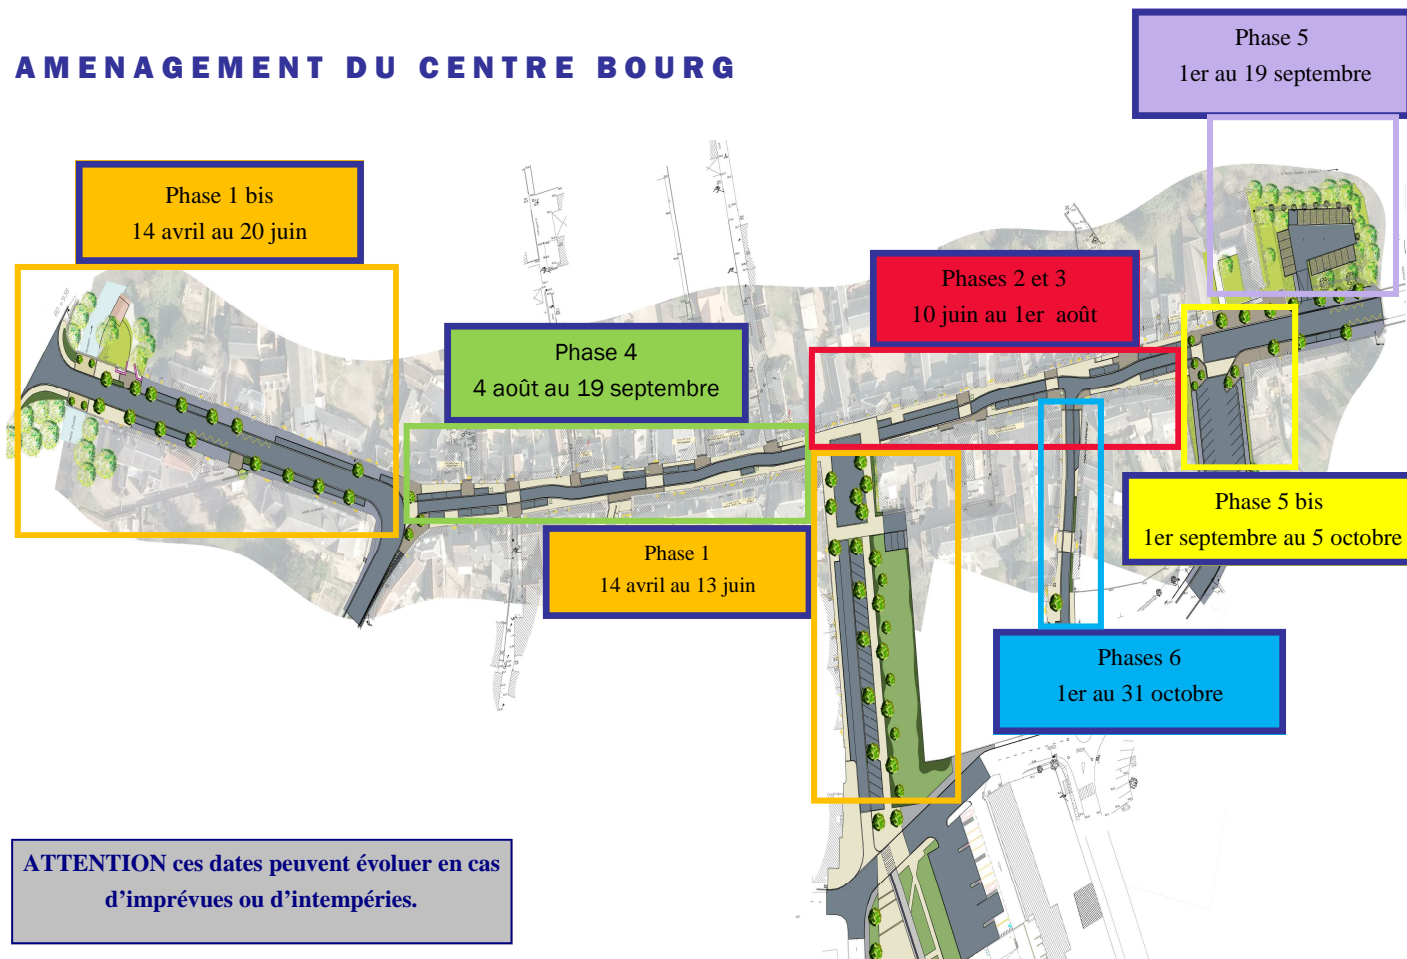 AMENAGEMENT DU CENTRE BOURG
Phase 5
1er au 19 septembre
Phase 1 bis
14 avril au 20 juin
Phases 2 et 3
10 juin au 1er août
Phase 4
4 août au 19 septembre
Phase 5 bis
1er septembre au 5 octobre
Phase 1
14 avril au 13 juin
Phases 6
1er au 31 octobre
ATTENTION ces dates peuvent évoluer en cas
d’imprévues ou d’intempéries.